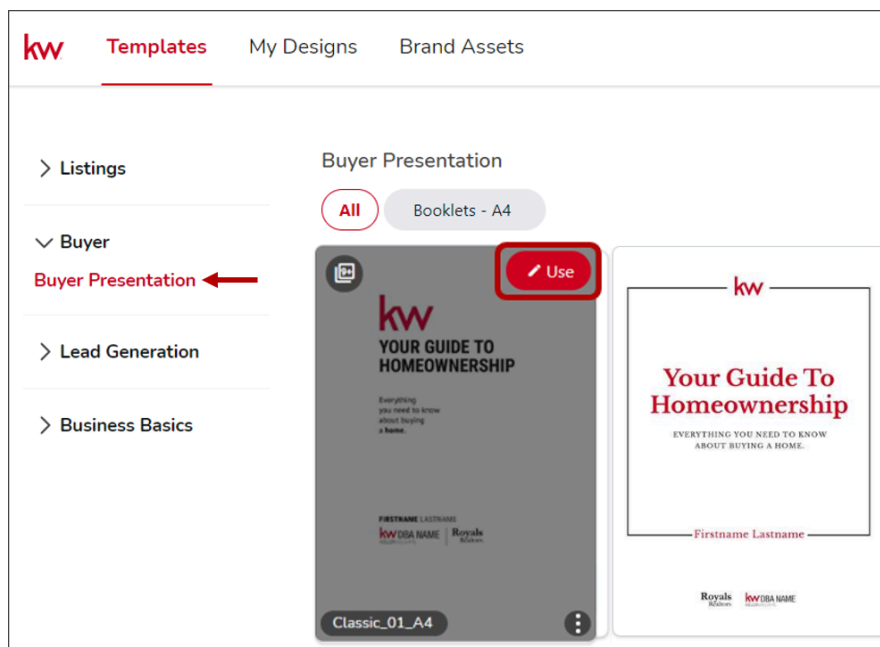 kw Templates My Designs Brand Assets
Listings
Buyer
Buyer Presentation
Lead Generation
Business Basics
Buyer Presentation
All Booklets - A4
9+ Use
kw
YOUR GUIDE TO
HOMEOWNERSHIP
Everything
you need to know
about buying
a home.
FIRSTNAME LASTNAME
kw DBA NAME Royals
Classic_01_A4
kw
Your Guide To
Homeownership
EVERYTHING YOU NEED TO KNOW
ABOUT BUYING A HOME.
Firstname Lastname
Royals kw DBA NAME